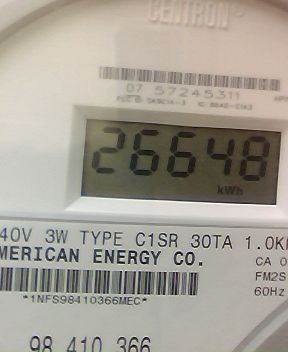 CENTRON
07 57245311
26648
kWh
40V 3W TYPE C1SR 30TA 1.0K
MERICAN ENERGY CO.
CA 0
FM2S
60Hz
*1NFS98410366MEC*
98 410 366